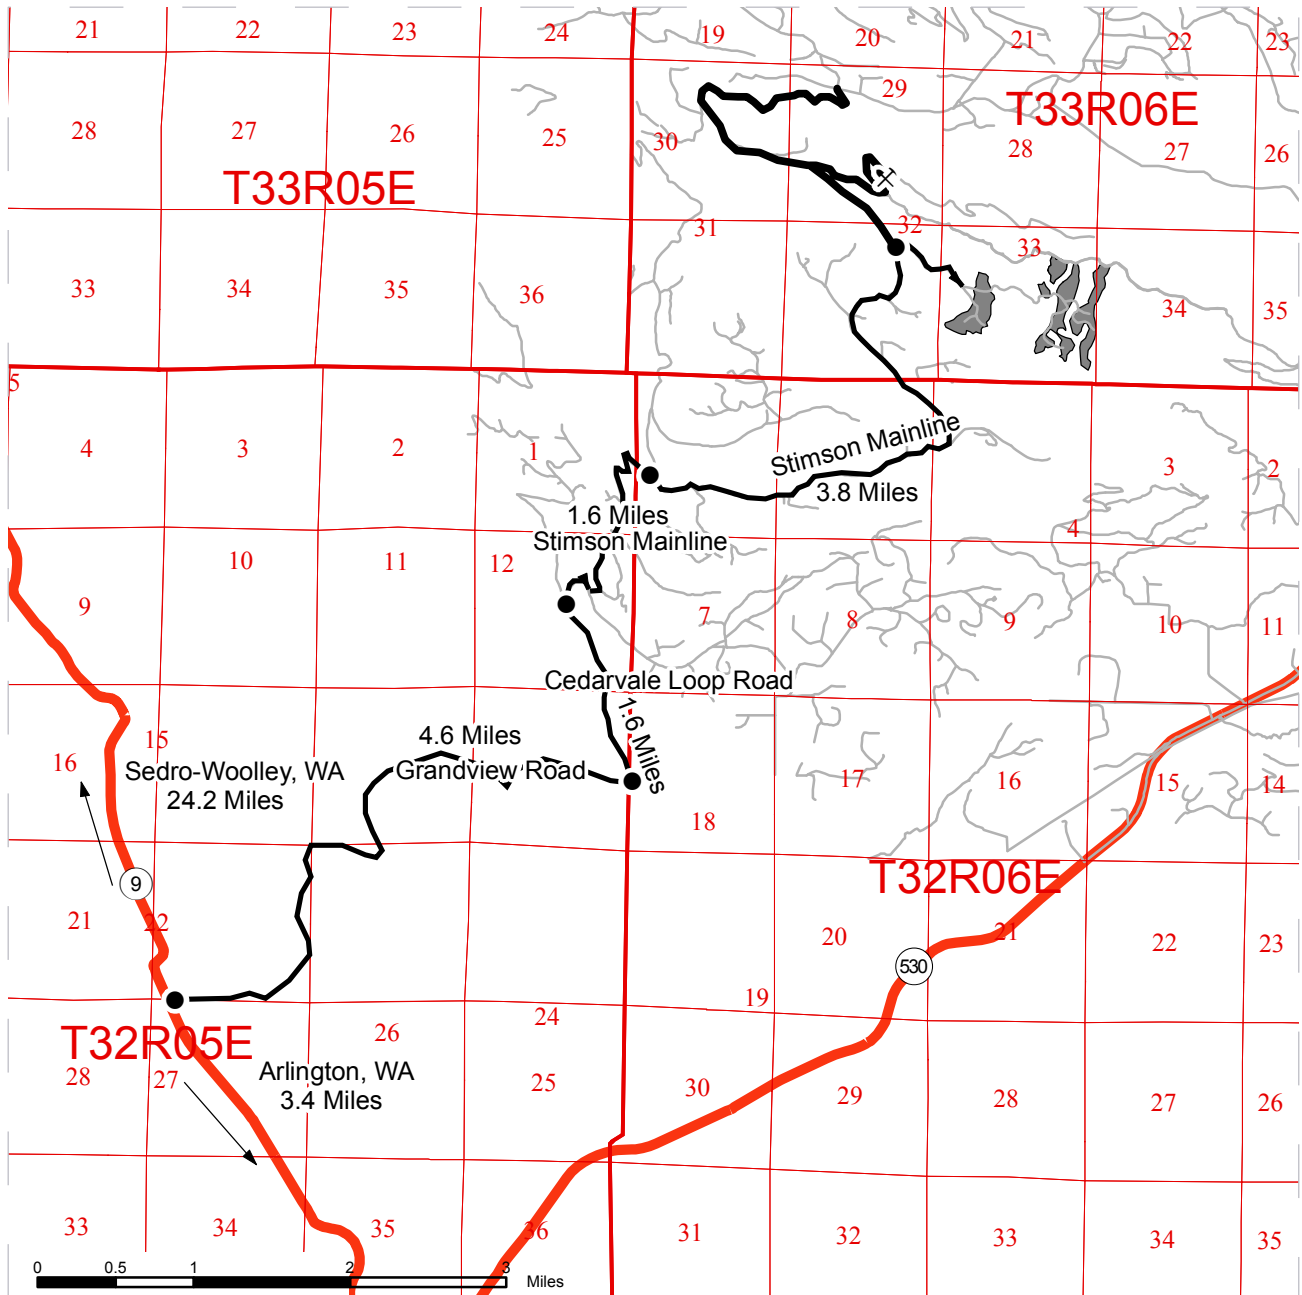 21 22 23 24 19 20 21 22 23
29
T33R06E
28 27 26 25 30 28 27 26
T33R05E
31 32 33
33 34 35 36 34 35
5
4 3 2 1 3 2
Stimson Mainline
3.8 Miles
1.6 Miles
Stimson Mainline
4
10 11 12
9 7 8 9 10 11
Cedarvale Loop Road
1.6 Miles
4.6 Miles
Grandview Road
15
16 17 16 15 14
Sedro-Woolley, WA
24.2 Miles
18
9
T32R06E
21 22 20 21 22 23
530
19
24
26
T32R05E
28 27 25 30 29 28 27 26
Arlington, WA
3.4 Miles
33 34 35 36 31 32 33 34 35
0 0.5 1 2 3
Miles